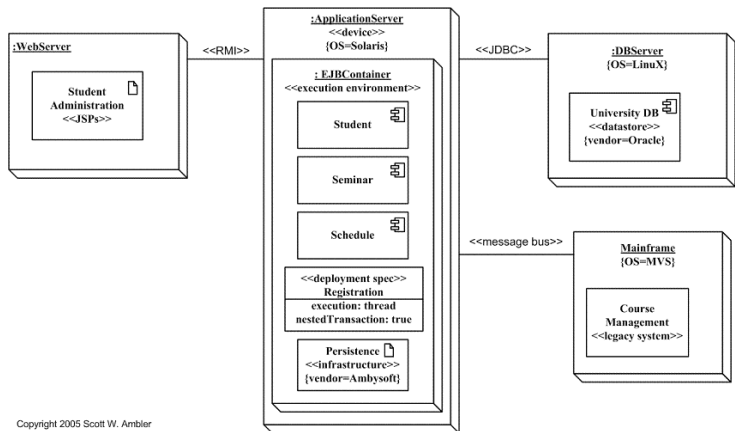 :WebServer
Student
Administration
<<JSPs>>
<<RMI>>
:ApplicationServer
<<device>>
{OS=Solaris}
: EJBContainer
<<execution environment>>
Student
Seminar
Schedule
<<deployment spec>>
Registration
execution: thread
nestedTransaction: true
Persistence
<<infrastructure>>
{vendor=Ambysoft}
<<JDBC>>
:DBServer
{OS=LinuX}
University DB
<<datastore>>
{vendor=Oracle}
<<message bus>>
Mainframe
{OS=MVS}
Course
Management
<<legacy system>>
Copyright 2005 Scott W. Ambler